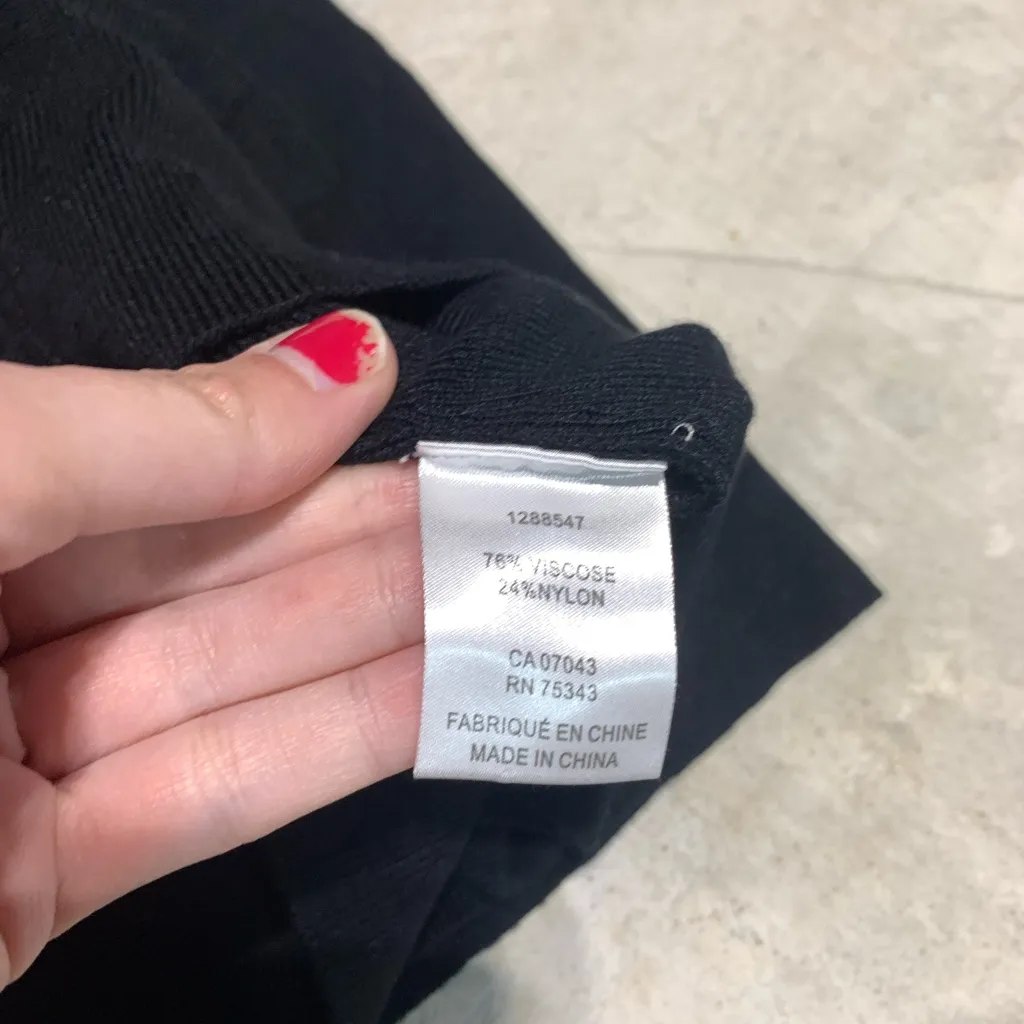 1288547
76% VISCOSE
24%NYLON
CA 07043
RN 75343
FABRIQUÉ EN CHINE
MADE IN CHINA